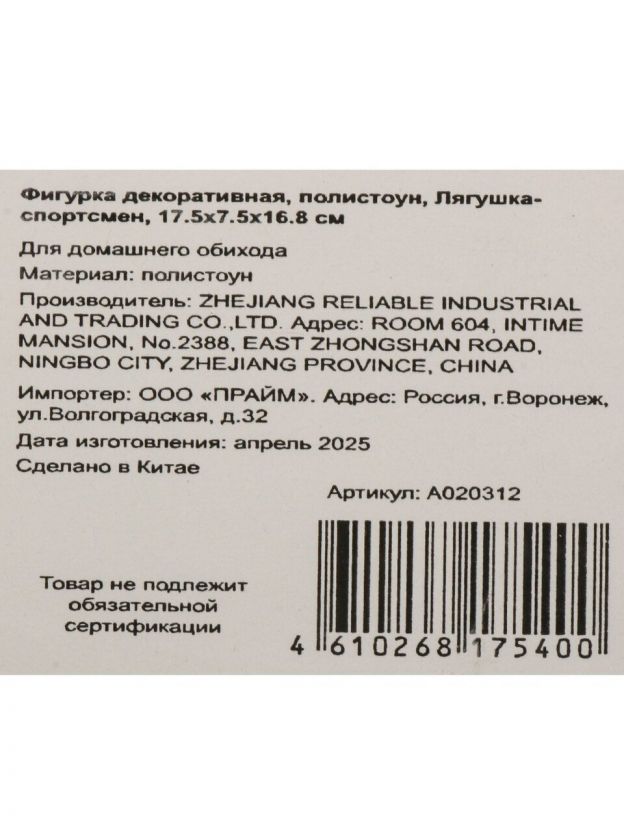 Фигурка декоративная, полистоун, Лягушка-
спортсмен, 17.5x7.5x16.8 см
Для домашнего обихода
Материал: полистоун
Производитель: ZHEJIANG RELIABLE INDUSTRIAL
AND TRADING CO.,LTD. Адрес: ROOM 604, INTIME
MANSION, No.2388, EAST ZHONGSHAN ROAD,
NINGBO CITY, ZHEJIANG PROVINCE, CHINA
Импортер: ООО «ПРАЙМ». Адрес: Россия, г.Воронеж,
ул.Волгоградская, д.32
Дата изготовления: апрель 2025
Сделано в Китае
Артикул: A020312
Товар не подлежит
обязательной
сертификации
4 610268 175400